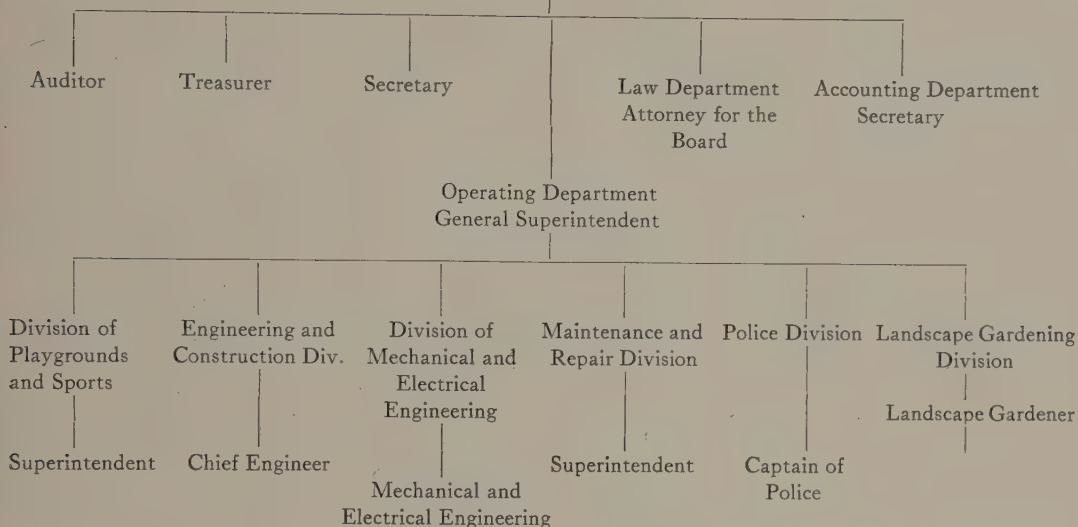 Auditor
Treasurer
Secretary
Law Department
Attorney for the
Board
Accounting Department
Secretary
Operating Department
General Superintendent
Division of
Playgrounds
and Sports
Superintendent
Engineering and
Construction Div.
Chief Engineer
Division of
Mechanical and
Electrical
Engineering
Mechanical and
Electrical Engineering
Maintenance and
Repair Division
Superintendent
Police Division
Captain of
Police
Landscape Gardening
Division
Landscape Gardener